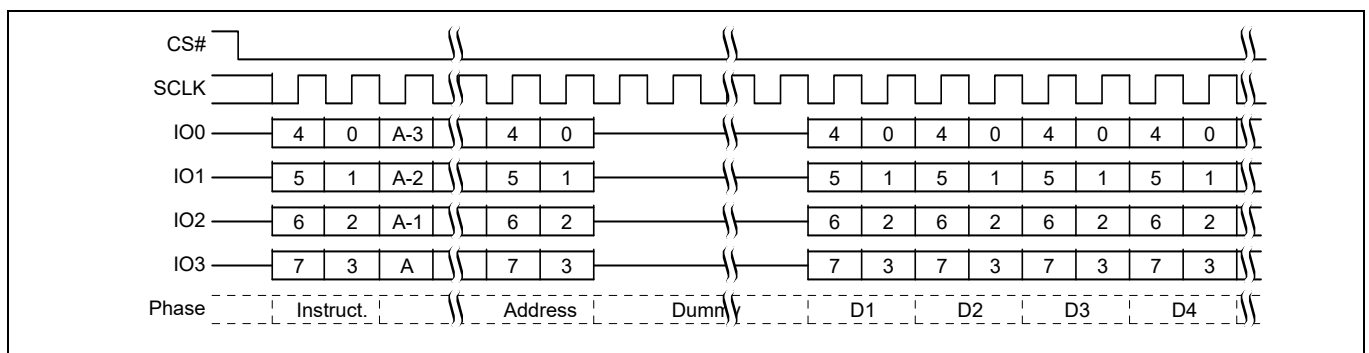 CS#
SCLK
IO0 4 0 A-3 4 0 4 0 4 0 4 0 4 0
IO1 5 1 A-2 5 1 5 1 5 1 5 1 5 1
IO2 6 2 A-1 6 2 6 2 6 2 6 2 6 2
IO3 7 3 A 7 3 7 3 7 3 7 3 7 3
Phase Instruct. Address Dummy D1 D2 D3 D4